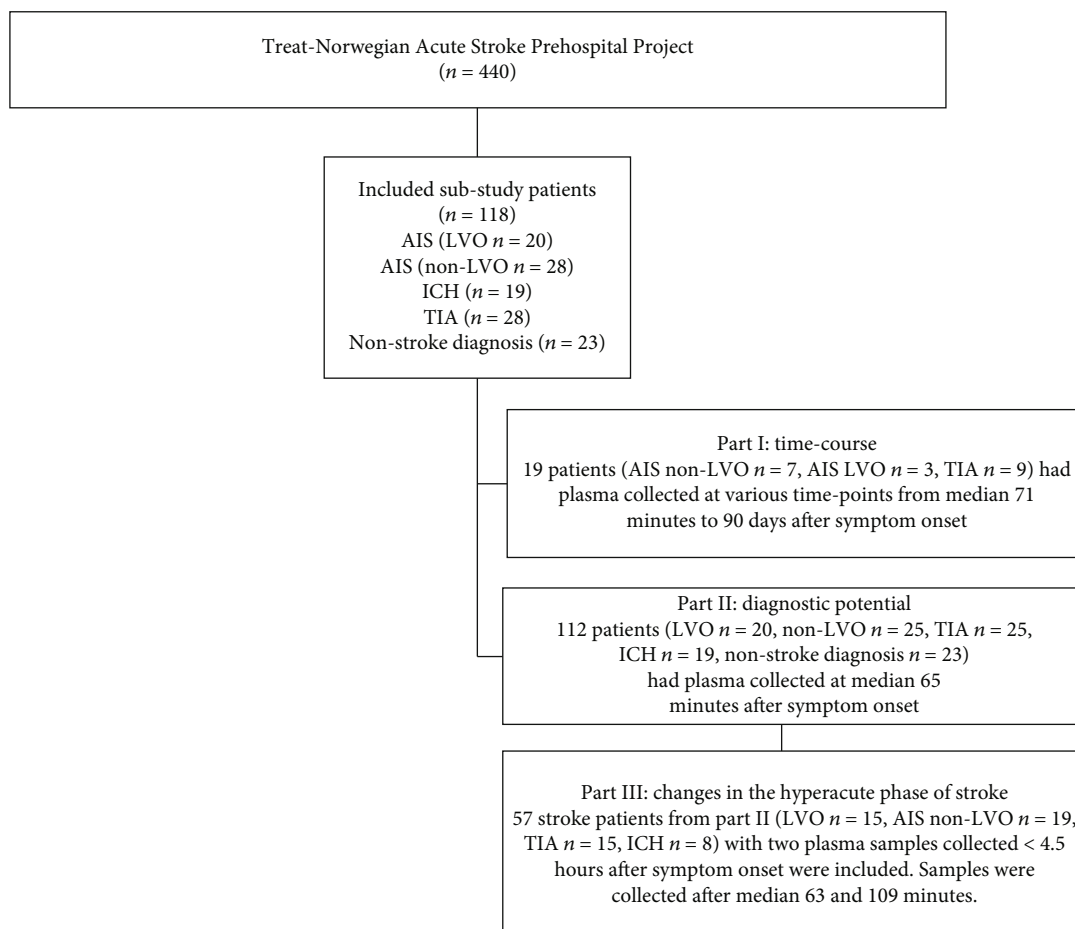 Treat-Norwegian Acute Stroke Prehospital Project
(n = 440)
Included sub-study patients
(n = 118)
AIS (LVO n = 20)
AIS (non-LVO n = 28)
ICH (n = 19)
TIA (n = 28)
Non-stroke diagnosis (n = 23)
Part I: time-course
19 patients (AIS non-LVO n = 7, AIS LVO n = 3, TIA n = 9) had
plasma collected at various time-points from median 71
minutes to 90 days after symptom onset
Part II: diagnostic potential
112 patients (LVO n = 20, non-LVO n = 25, TIA n = 25,
ICH n = 19, non-stroke diagnosis n = 23)
had plasma collected at median 65
minutes after symptom onset
Part III: changes in the hyperacute phase of stroke
57 stroke patients from part II (LVO n = 15, AIS non-LVO n = 19,
TIA n = 15, ICH n = 8) with two plasma samples collected < 4.5
hours after symptom onset were included. Samples were
collected after median 63 and 109 minutes.